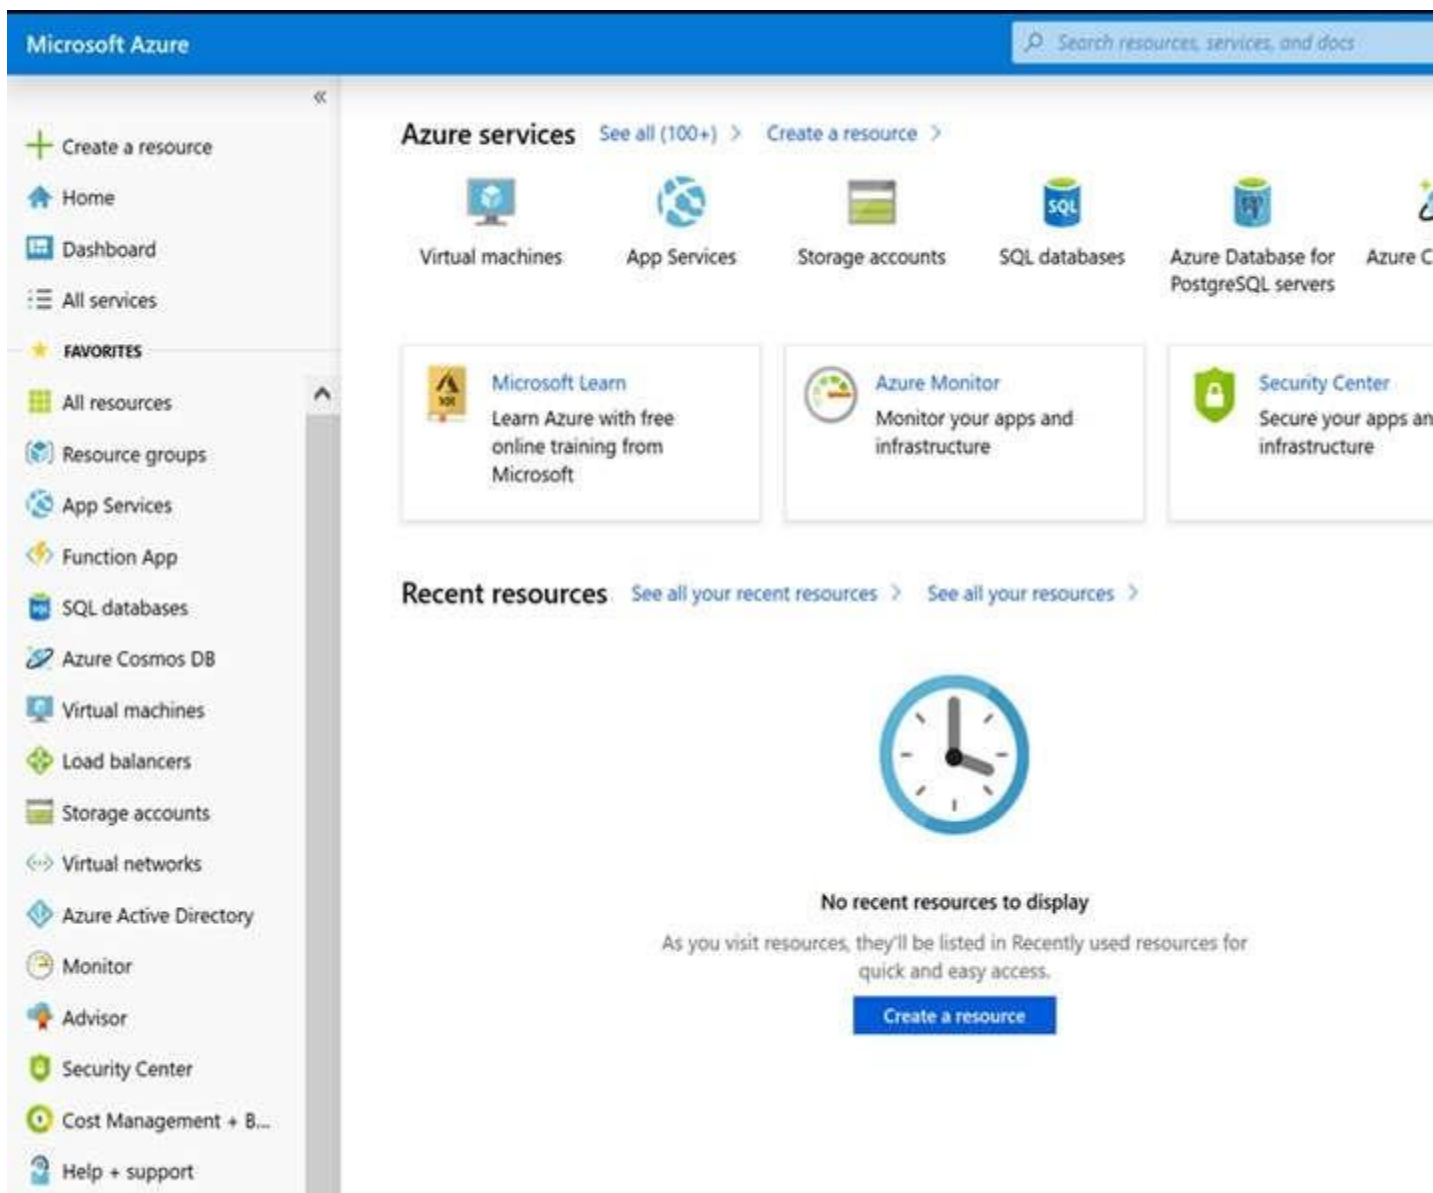 Microsoft Azure
Search resources, services, and docs
«
Create a resource
Home
Dashboard
All services
FAVORITES
All resources
Resource groups
App Services
Function App
SQL databases
Azure Cosmos DB
Virtual machines
Load balancers
Storage accounts
Virtual networks
Azure Active Directory
Monitor
Advisor
Security Center
Cost Management + B...
Help + support
Azure services See all (100+) > Create a resource >
SQL
Virtual machines App Services Storage accounts SQL databases Azure Database for Azure C
PostgreSQL servers
Microsoft Learn
Learn Azure with free
online training from
Microsoft
Azure Monitor
Monitor your apps and
infrastructure
Security Center
Secure your apps an
infrastructure
Recent resources See all your recent resources > See all your resources >
No recent resources to display
As you visit resources, they'll be listed in Recently used resources for
quick and easy access.
Create a resource